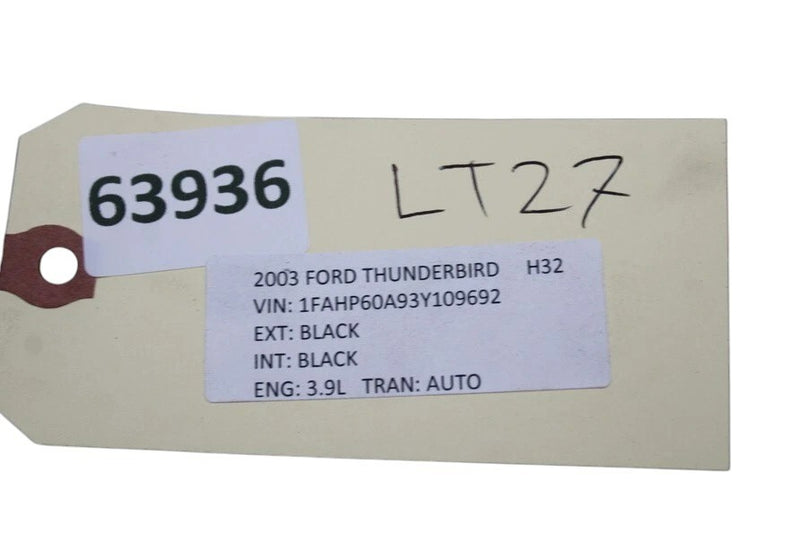 63936
LT27
2003 FORD THUNDERBIRD H32
VIN: 1FAHP60A93Y109692
EXT: BLACK
INT: BLACK
ENG: 3.9L TRAN: AUTO